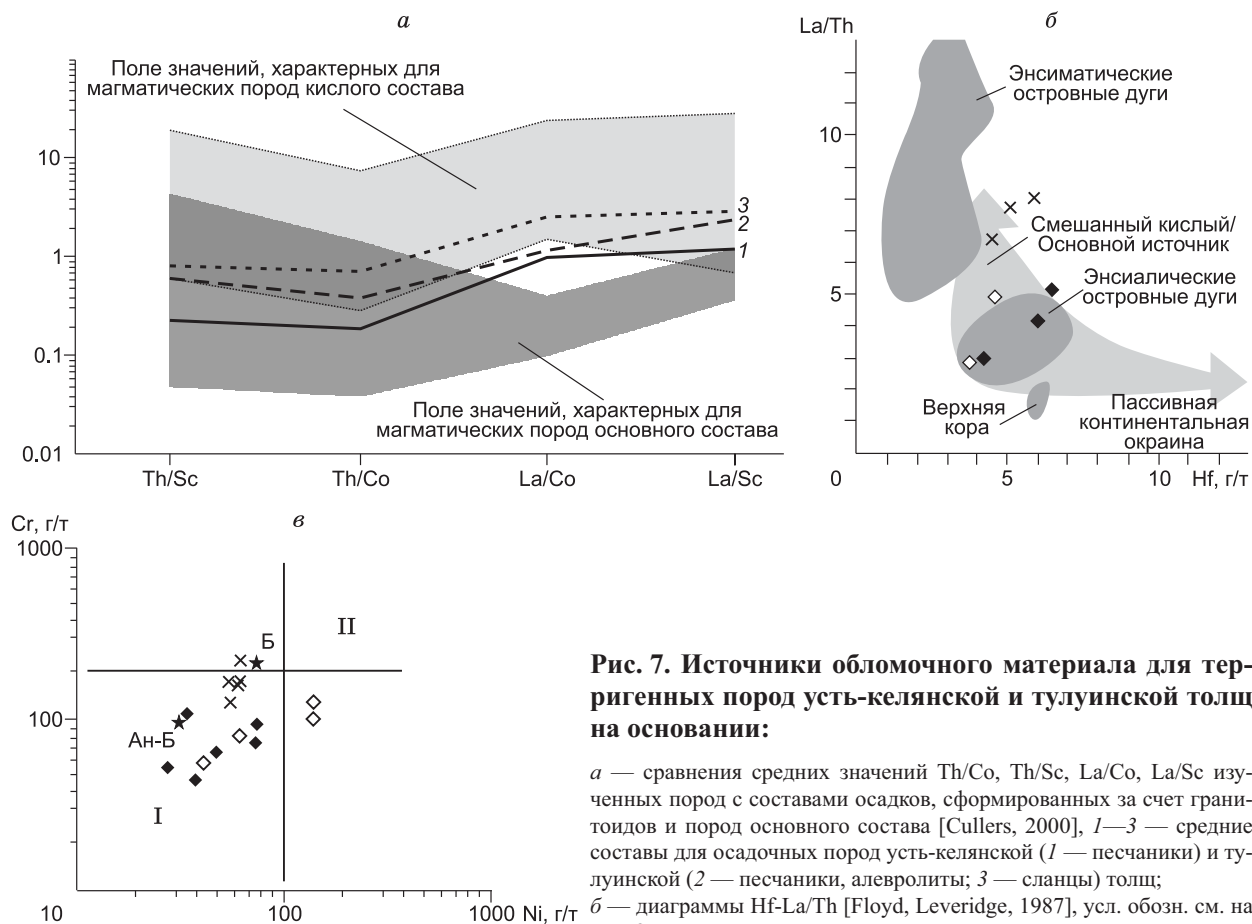 а
Поле значений, характерных для
магматических пород кислого состава
10
1
0.1
0.01
3
2
1
Поле значений, характерных для
магматических пород основного состава
Th/Sc
Th/Co
La/Co
La/Sc
б
La/Th
10
5
Энсиматические
островные дуги
Смешанный кислый/
Основной источник
Энсиалические
островные дуги
Верхняя
кора
Пассивная
континентальная
окраина
0
5
10
Hf, г/т
в
Cr, г/т
1000
100
10
Б
II
Ан-Б
I
100
Ni, г/т
1000
Рис. 7. Источники обломочного материала для тер-
ригенных пород усть-келянской и тулуинской толщ
на основании:
а — сравнения средних значений Th/Co, Th/Sc, La/Co, La/Sc изу-
ченных пород с составами осадков, сформированных за счет грани-
тоидов и пород основного состава [Cullers, 2000], 1—3 — средние
составы для осадочных пород усть-келянской (1 — песчаники) и ту-
луинской (2 — песчаники, алевролиты; 3 — сланцы) толщ;
б — диаграммы Hf-La/Th [Floyd, Leveridge, 1987], усл. обозн. см. на